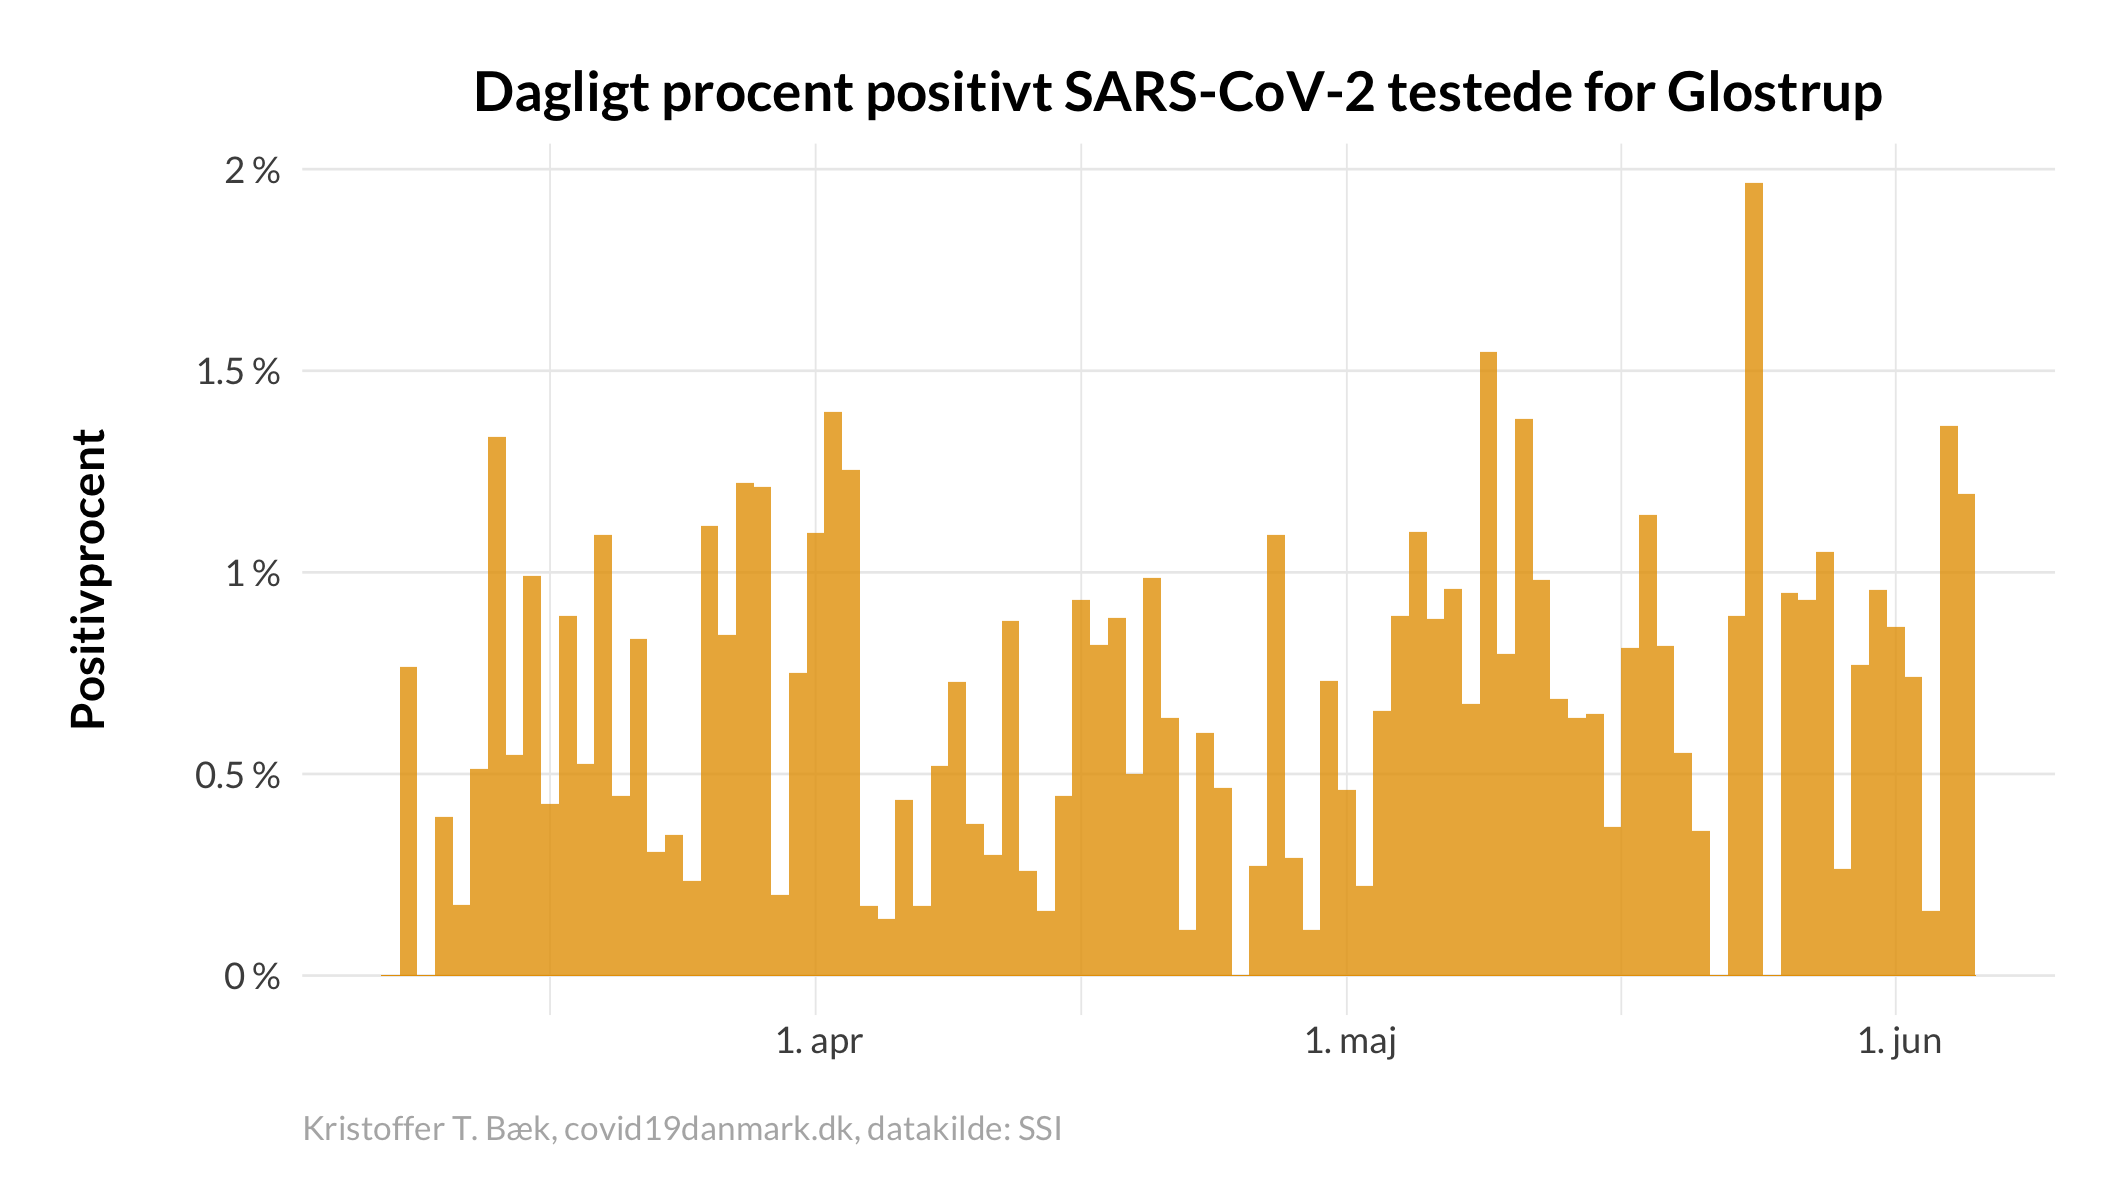 Dagligt procent positivt SARS-CoV-2 testede for Glostrup
Positivprocent
2 %
1.5 %
1 %
0.5 %
0 %
1. apr
1. maj
1. jun
Kristoffer T. Bæk, covid19danmark.dk, datakilde: SSI